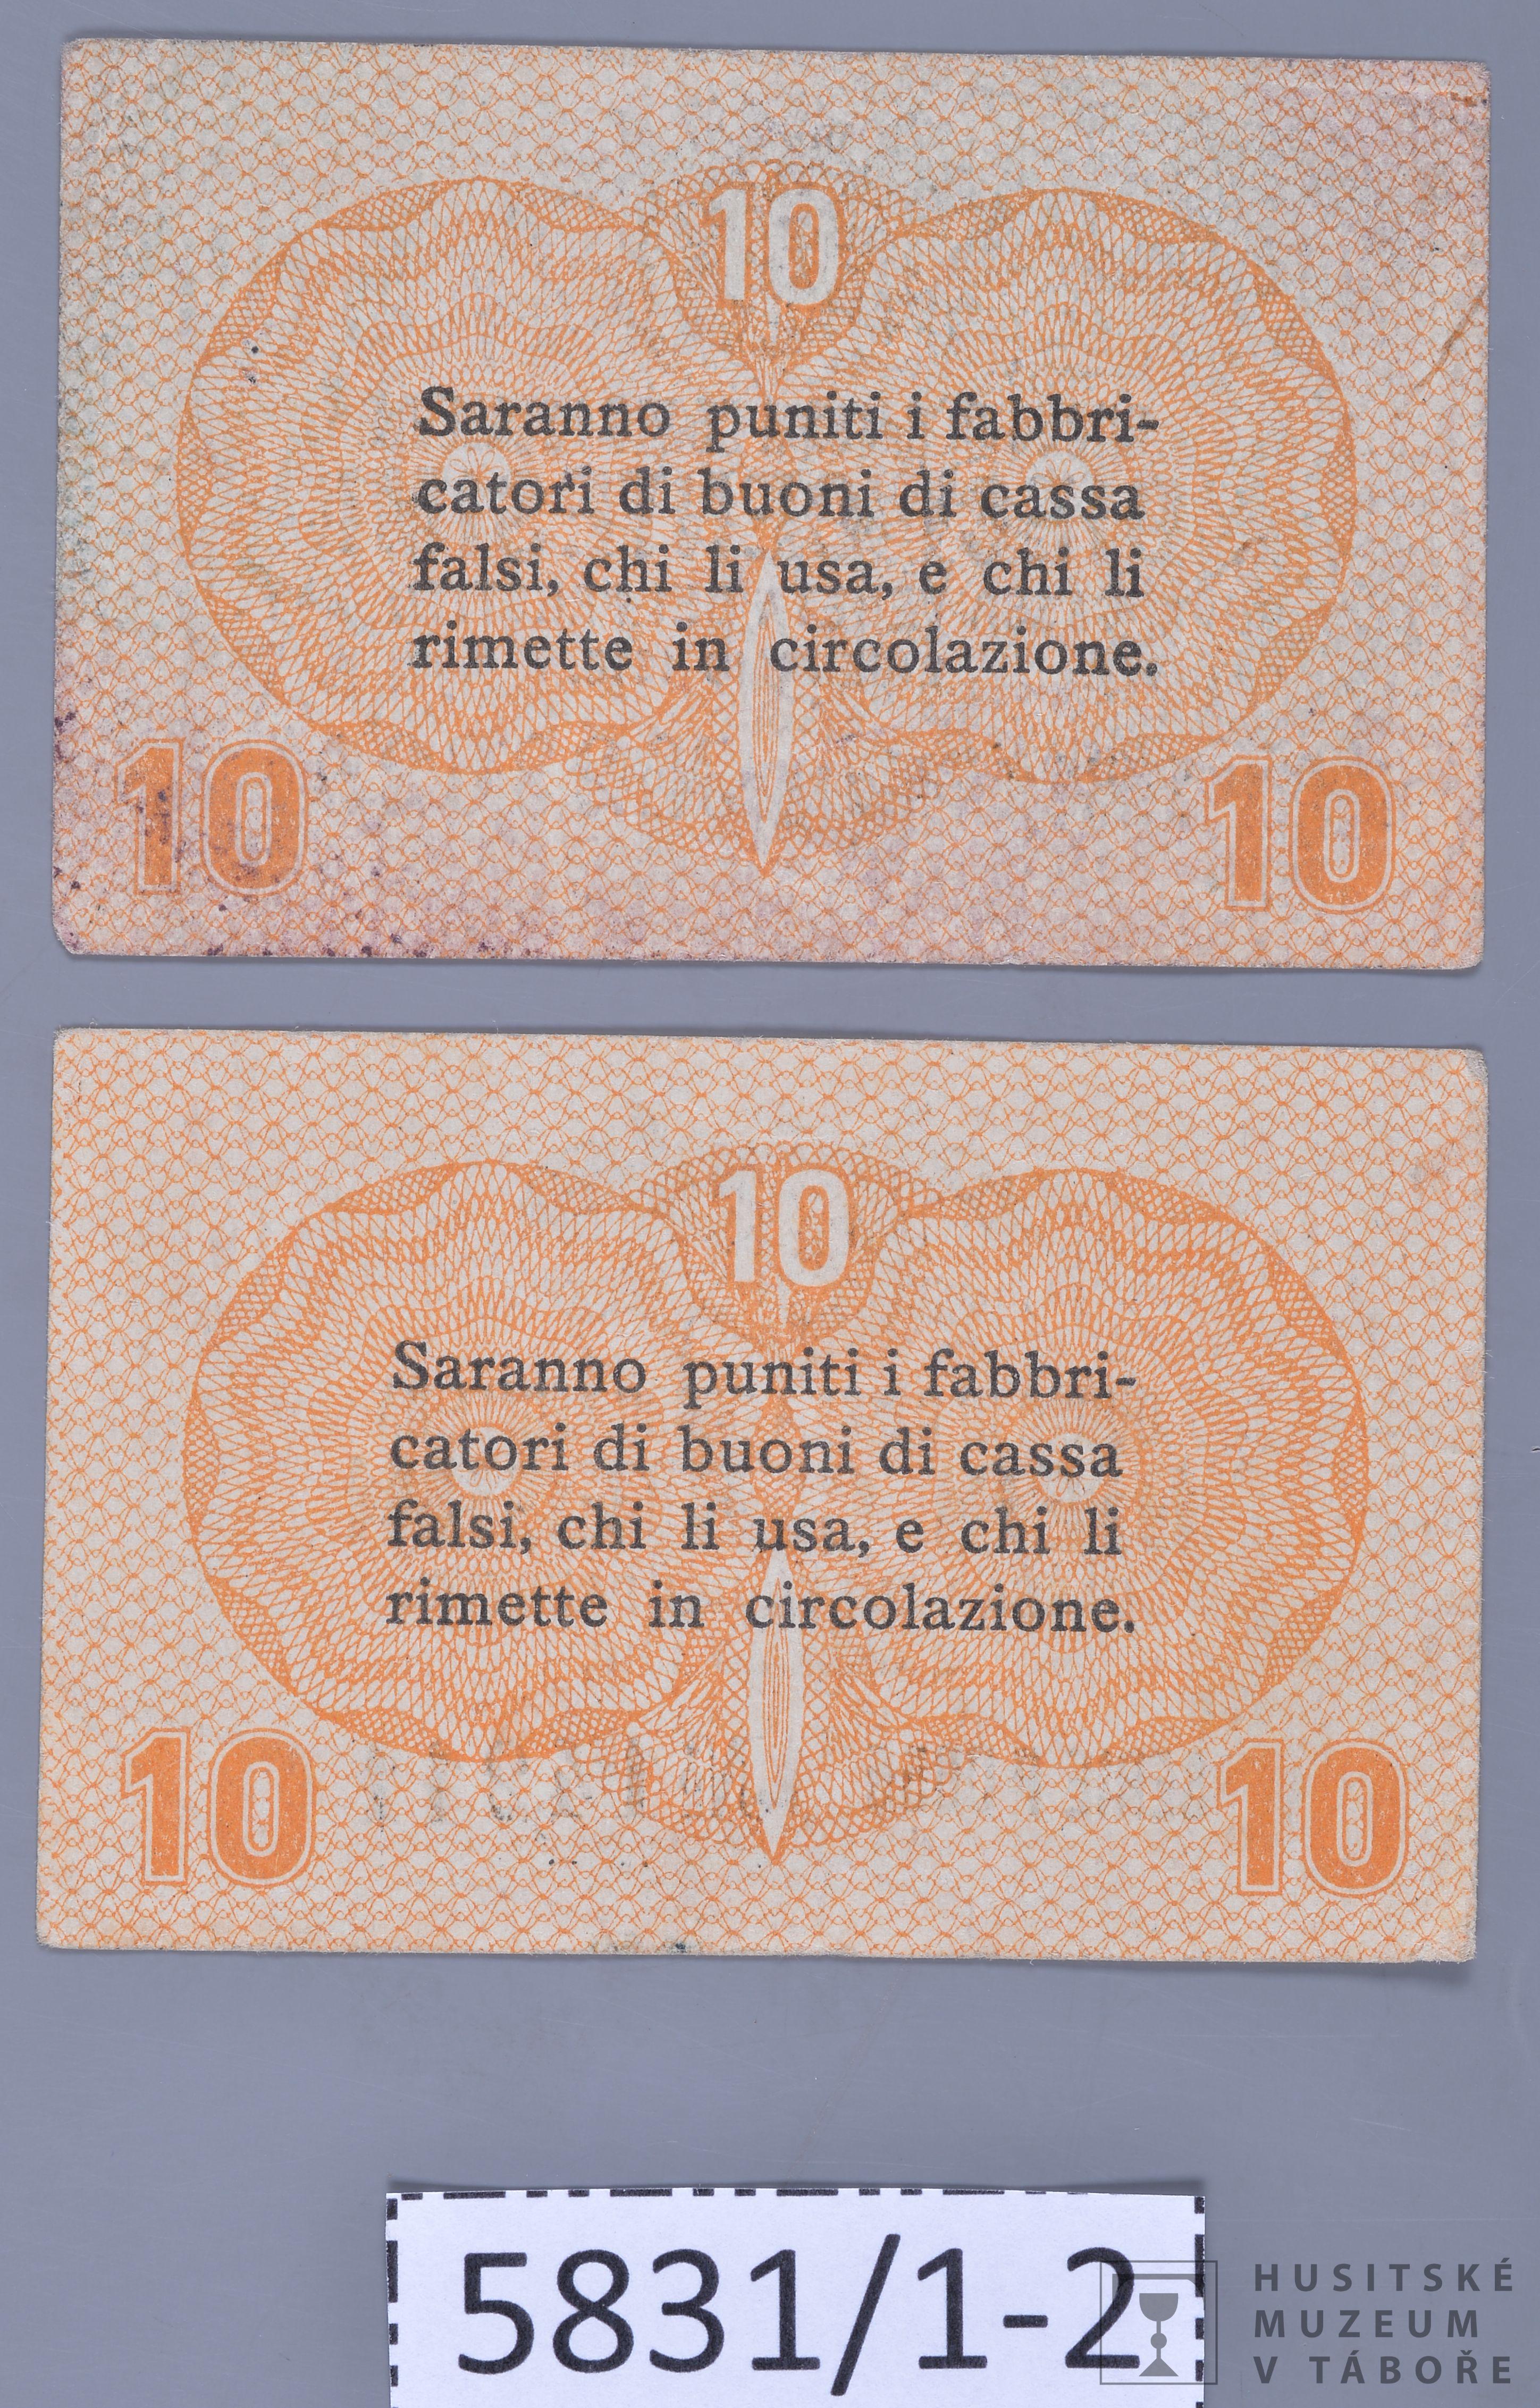 10
Saranno puniti i fabbri-
catori di buoni di cassa
falsi, chi li usa, e chi li
rimette in circolazione.
10 10
10
Saranno puniti i fabbri-
catori di buoni di cassa
falsi, chi li usa, e chi li
rimette in circolazione.
10 10
5831/1-2
HUSITSKÉ
MUZEUM
V TÁBOŘE